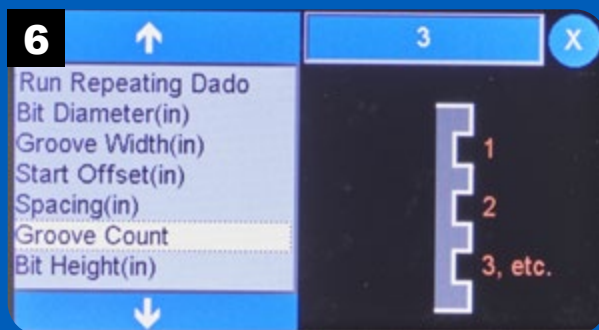 6
3
X
Run Repeating Dado
Bit Diameter(in)
Groove Width(in)
Start Offset(in)
Spacing(in)
Groove Count
Bit Height(in)
1
2
3, etc.